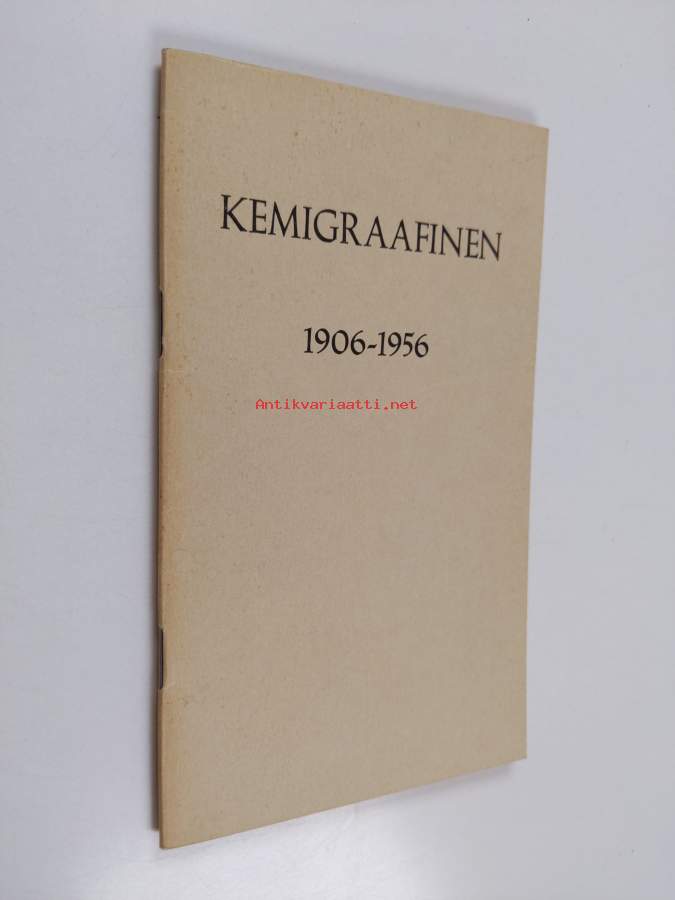 KEMIGRAAFINEN
1906-1956
Antikvariaatti.net